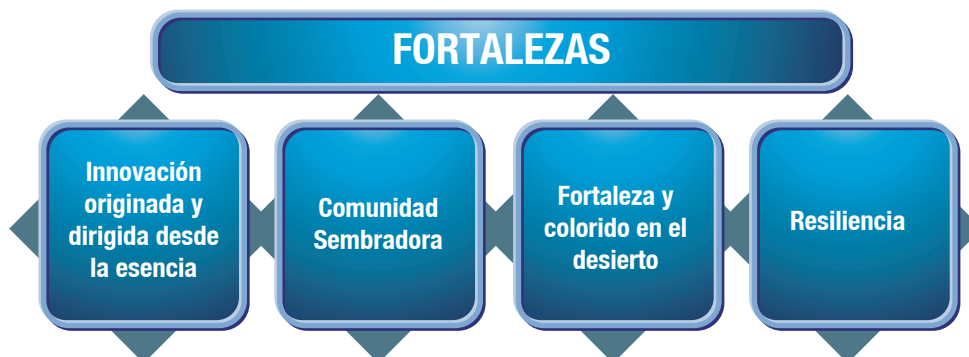 FORTALEZAS
Innovación
originada y
dirigida desde
la esencia
Comunidad
Sembradora
Fortaleza y
colorido en el
desierto
Resiliencia